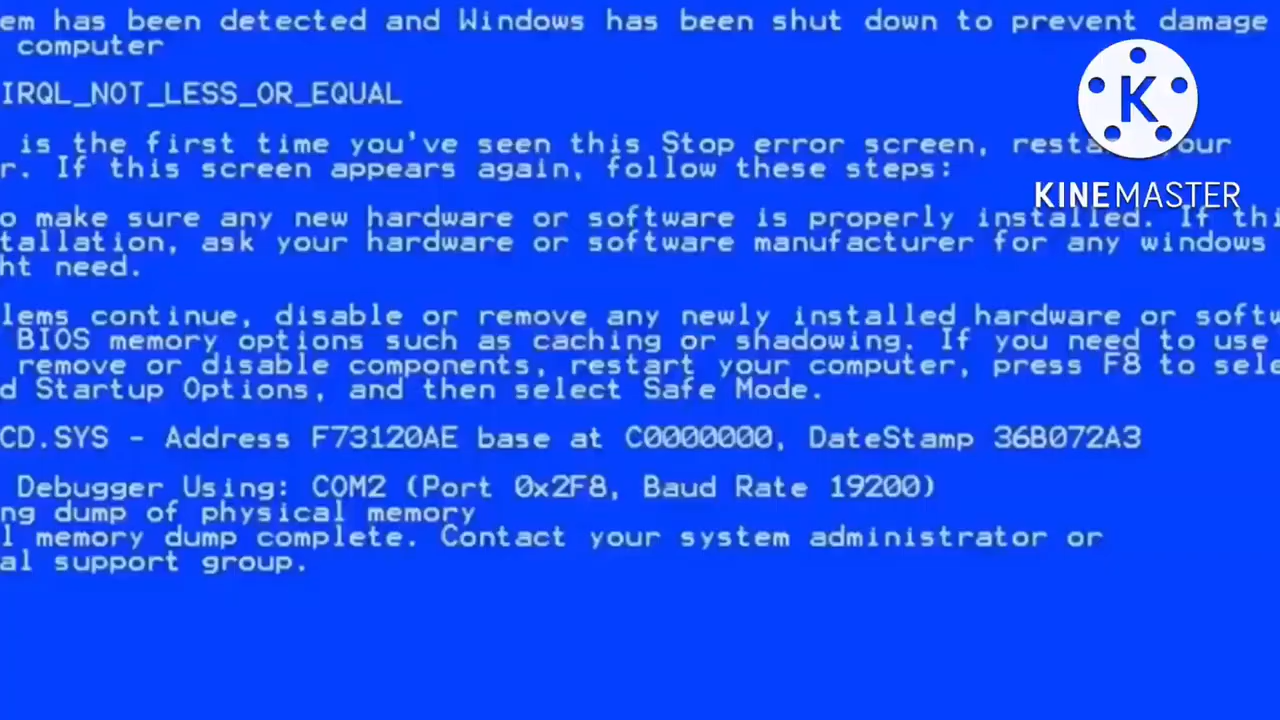 em has been detected and Windows has been shut down to prevent damage
computer
IRQL_NOT_LESS_OR_EQUAL
is the first time you've seen this Stop error screen, resta your
r. If this screen appears again, follow these steps:
o make sure any new hardware or software is properly installed. If thi
tallation, ask your hardware or software manufacturer for any windows
ht need.
lems continue, disable or remove any newly installed hardware or softw
BIOS memory options such as caching or shadowing. If you need to use
remove or disable components, restart your computer, press F8 to sele
d Startup Options, and then select Safe Mode.
CD.SYS - Address F73120AE base at C0000000, DateStamp 36B072A3
Debugger Using: COM2 (Port 0x2F8, Baud Rate 19200)
ng dump of physical memory
l memory dump complete. Contact your system administrator or
al support group.
K
KINEMASTER